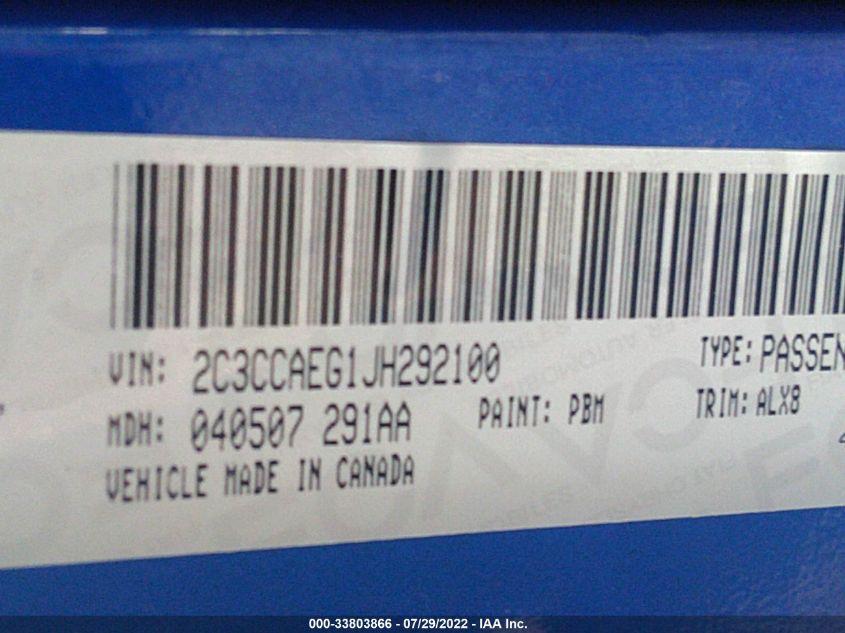 VIN: 2C3CCAEG1JH292100
TYPE: PASSEN
MDH: 040507 291AA
PAINT: PBM
TRIM: ALX8
VEHICLE MADE IN CANADA
000-33803866 - 07/29/2022 - IAA Inc.